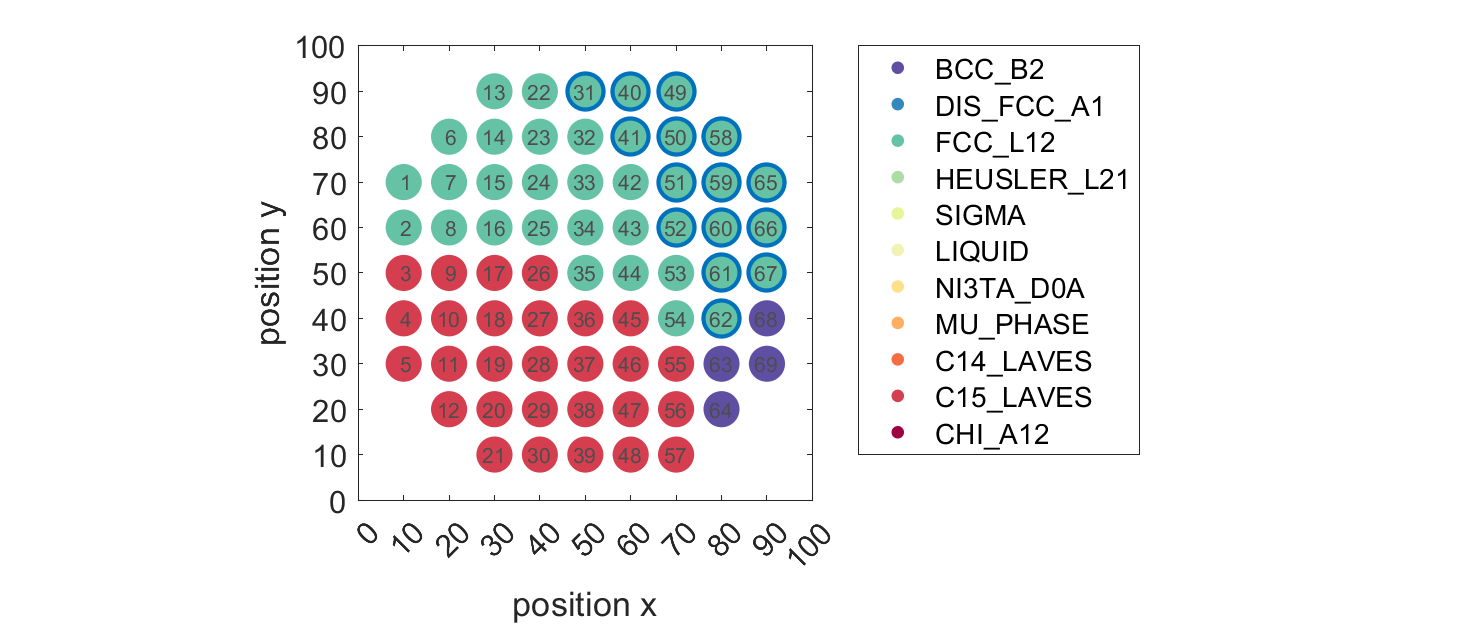 100
90
80
70
60
50
40
30
20
10
0
position y
13 22 31 40 49
6 14 23 32 41 50 58
1 7 15 24 33 42 51 59 65
2 8 16 25 34 43 52 60 66
3 9 17 26 35 44 53 61 67
4 10 18 27 36 45 54 62 68
5 11 19 28 37 46 55 63 69
12 20 29 38 47 56 64
21 30 39 48 57
0 10 20 30 40 50 60 70 80 90 100
position x
BCC_B2
DIS_FCC_A1
FCC_L12
HEUSLER_L21
SIGMA
LIQUID
NI3TA_D0A
MU_PHASE
C14_LAVES
C15_LAVES
CHI_A12